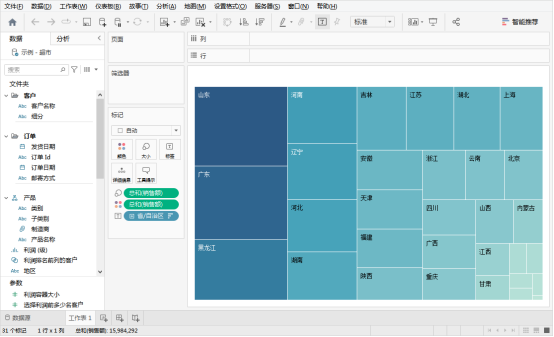 文件(F) 数据(D) 工作表(W) 仪表板(B) 故事(T) 分析(A) 地图(M) 设置格式(O) 服务器(S) 窗口(N) 帮助(H)
标准
智能推荐
数据 分析
示例 - 超市
搜索
文件夹
客户
Abc 客户名称
Abc 细分
订单
发货日期
Abc 订单 Id
订单日期
Abc 邮寄方式
产品
Abc 类别
Abc 子类别
制造商
Abc 产品名称
利润 (级)
利润排名前列的客户
Abc 地区
参数
利润容器大小
选择利润前多少名客户
页面
筛选器
标记
自动
颜色 大小 标签
详细信息 工具提示
总和(销售额)
总和(销售额)
省/自治区
列
行
山东
广东
黑龙江
河南
辽宁
河北
湖南
吉林
江苏
湖北
上海
安徽
天津
福建
陕西
浙江
云南
北京
四川
广西
重庆
山西
内蒙古
江西
甘肃
数据源 工作表 1
31 个标记 1 行 x 1 列 总和(销售额): 15,984,292